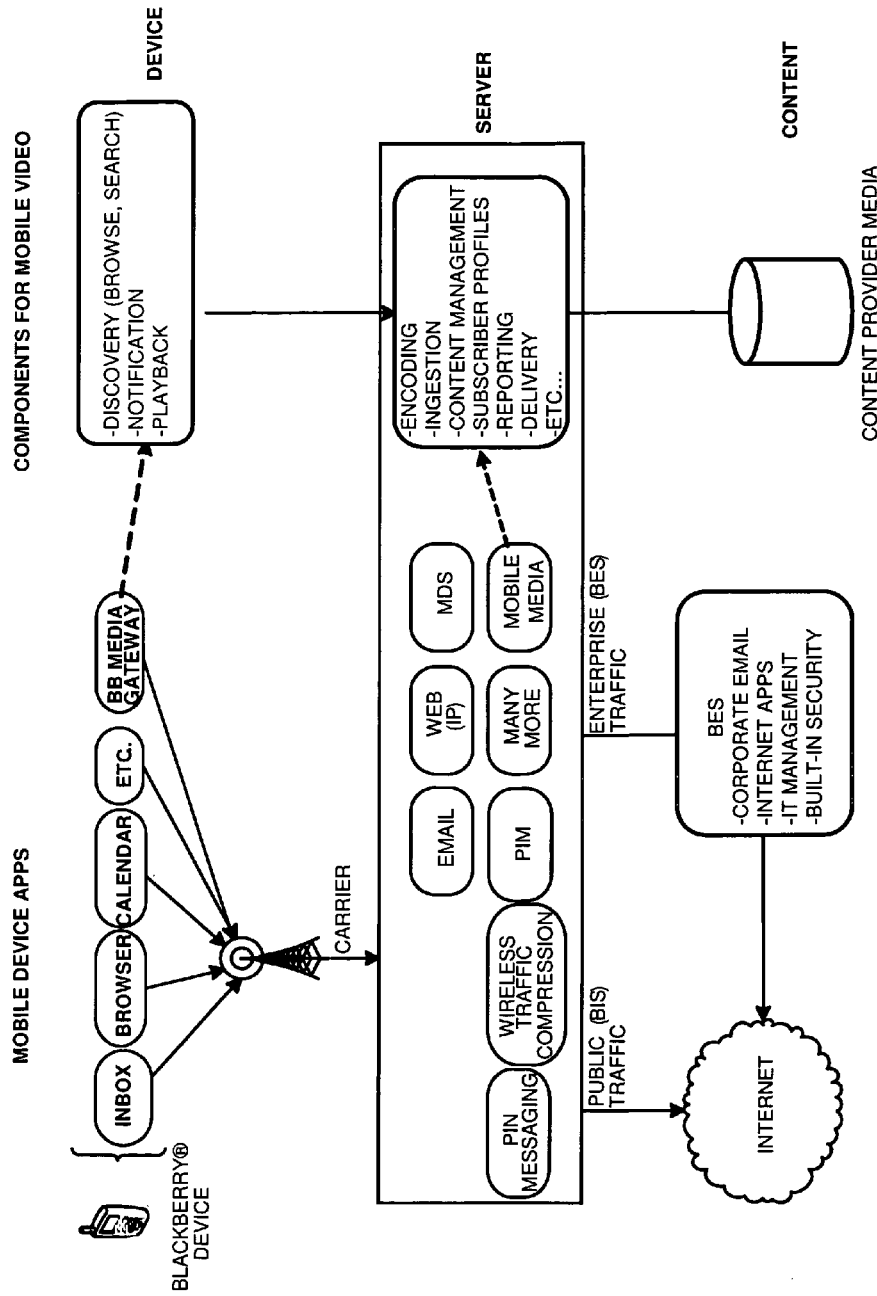 MOBILE DEVICE APPS
COMPONENTS FOR MOBILE VIDEO
BLACKBERRY®
DEVICE
INBOX
BROWSER
CALENDAR
ETC.
BB MEDIA
GATEWAY
-DISCOVERY (BROWSE, SEARCH)
-NOTIFICATION
-PLAYBACK
DEVICE
CARRIER
EMAIL
WEB
(IP)
MDS
PIN
MESSAGING
WIRELESS
TRAFFIC
COMPRESSION
PIM
MANY
MORE
MOBILE
MEDIA
-ENCODING
-INGESTION
-CONTENT MANAGEMENT
-SUBSCRIBER PROFILES
-REPORTING
-DELIVERY
-ETC...
SERVER
PUBLIC (BIS)
TRAFFIC
ENTERPRISE (BES)
TRAFFIC
INTERNET
BES
-CORPORATE EMAIL
-INTERNET APPS
-IT MANAGEMENT
-BUILT-IN SECURITY
CONTENT
CONTENT PROVIDER MEDIA